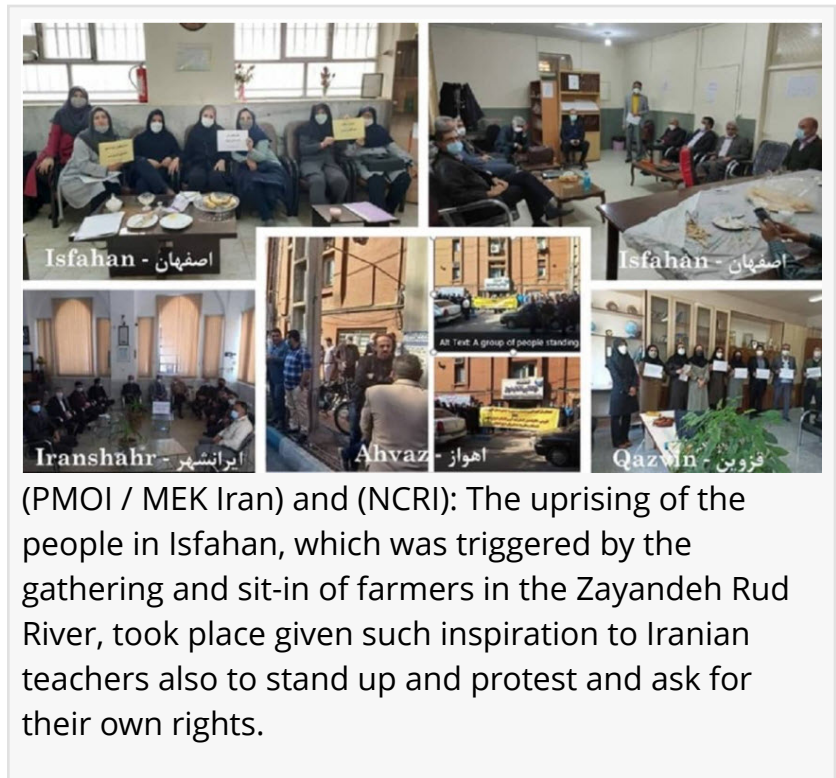 Isfahan - اصفهان
Isfahan - اصفهان
Alt Text: A group of people standing
Iranshahr - ایرانشهر
Ahvaz - اهواز
Qazvin - قزوین
(PMOI / MEK Iran) and (NCRI): The uprising of the
people in Isfahan, which was triggered by the
gathering and sit-in of farmers in the Zayandeh Rud
River, took place given such inspiration to Iranian
teachers also to stand up and protest and ask for
their own rights.